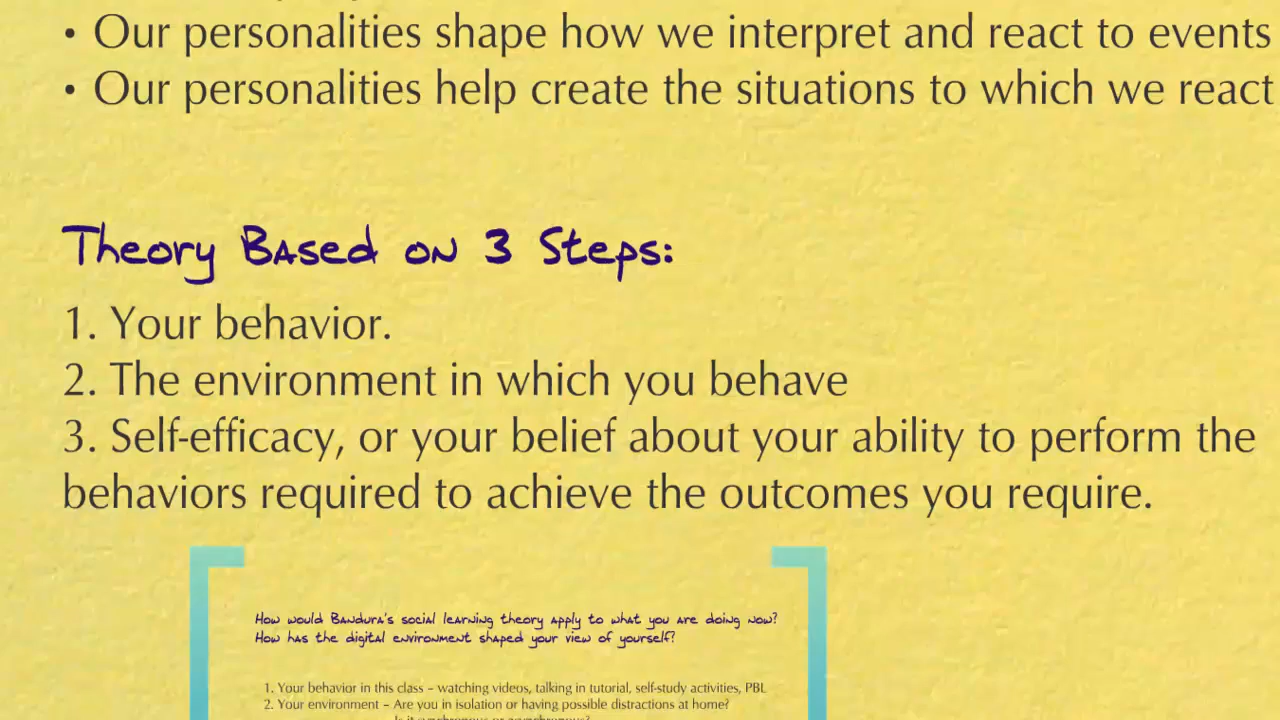 • Our personalities shape how we interpret and react to events
• Our personalities help create the situations to which we react
Theory Based on 3 Steps:
1. Your behavior.
2. The environment in which you behave
3. Self-efficacy, or your belief about your ability to perform the
behaviors required to achieve the outcomes you require.
How would Bandura's social learning theory apply to what you are doing now?
How has the digital environment shaped your view of yourself?
1. Your behavior in this class – watching videos, talking in tutorial, self-study activities, PBL
2. Your environment – Are you in isolation or having possible distractions at home?
Is it synchronous or asynchronous?